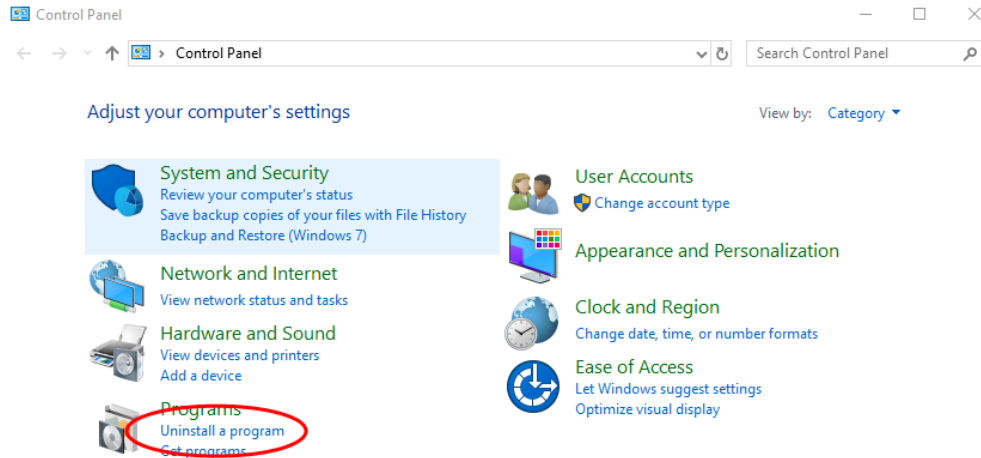 Control Panel
Control Panel
Search Control Panel
Adjust your computer's settings
View by: Category
System and Security
Review your computer's status
Save backup copies of your files with File History
Backup and Restore (Windows 7)
Network and Internet
View network status and tasks
Hardware and Sound
View devices and printers
Add a device
Programs
Uninstall a program
Get programs
User Accounts
Change account type
Appearance and Personalization
Clock and Region
Change date, time, or number formats
Ease of Access
Let Windows suggest settings
Optimize visual display